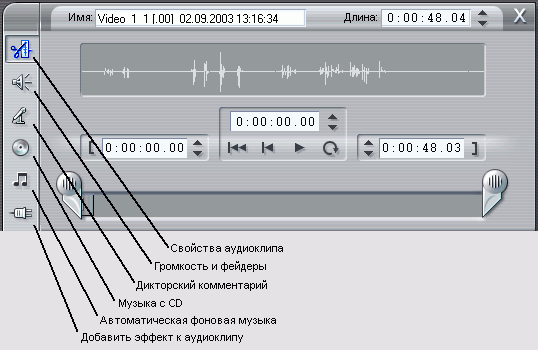 Имя: Video 1 1 [.00] 02.09.2003 13:16:34 Длина: 0:00:48.04 X
0:00:00.00
[ 0:00:00.00 0:00:48.03 ]
Свойства аудиоклипа
Громкость и фейдеры
Дикторский комментарий
Музыка с CD
Автоматическая фоновая музыка
Добавить эффект к аудиоклипу